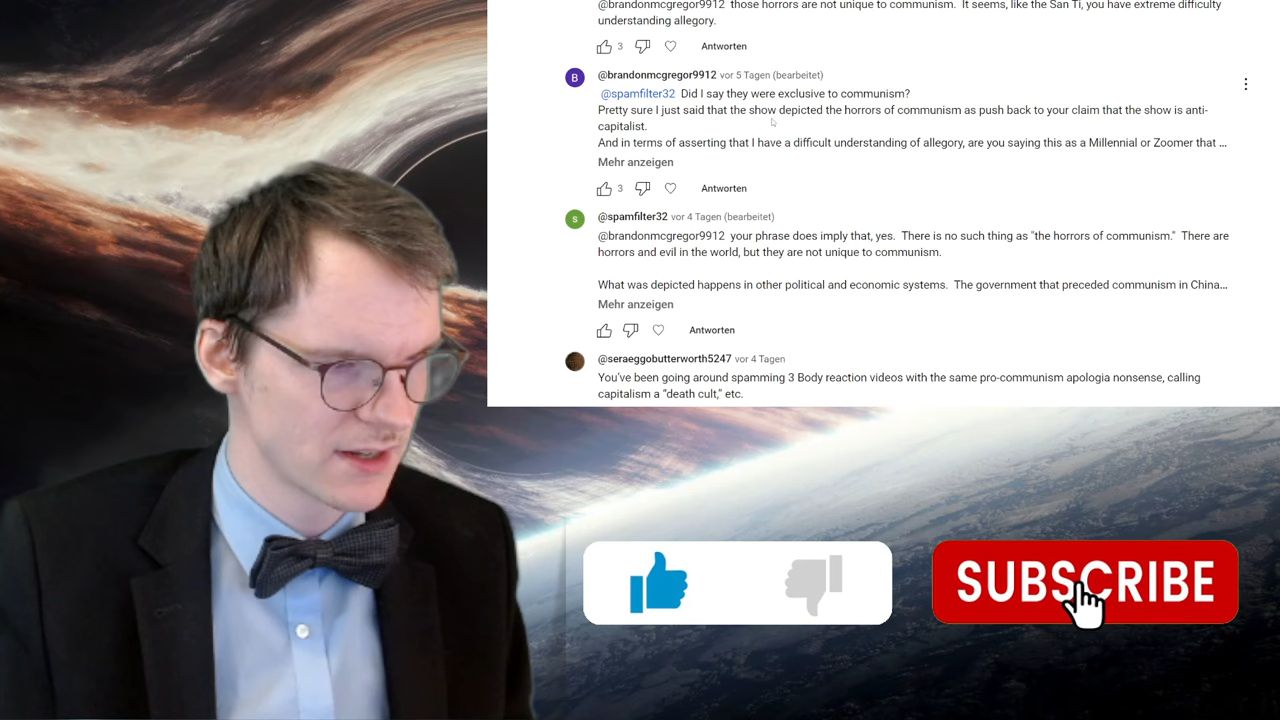 @brandonmcgregor9912 those horrors are not unique to communism. It seems, like the San Ti, you have extreme difficulty
understanding allegory.
3 Antworten
B @brandonmcgregor9912 vor 5 Tagen (bearbeitet)
@spamfilter32 Did I say they were exclusive to communism?
Pretty sure I just said that the show depicted the horrors of communism as push back to your claim that the show is anti-
capitalist.
And in terms of asserting that I have a difficult understanding of allegory, are you saying this as a Millennial or Zoomer that ...
Mehr anzeigen
3 Antworten
s @spamfilter32 vor 4 Tagen (bearbeitet)
@brandonmcgregor9912 your phrase does imply that, yes. There is no such thing as "the horrors of communism." There are
horrors and evil in the world, but they are not unique to communism.
What was depicted happens in other political and economic systems. The government that preceded communism in China...
Mehr anzeigen
Antworten
@seraeggobutterworth5247 vor 4 Tagen
You've been going around spamming 3 Body reaction videos with the same pro-communism apologia nonsense, calling
capitalism a "death cult," etc.
SUBSCRIBE